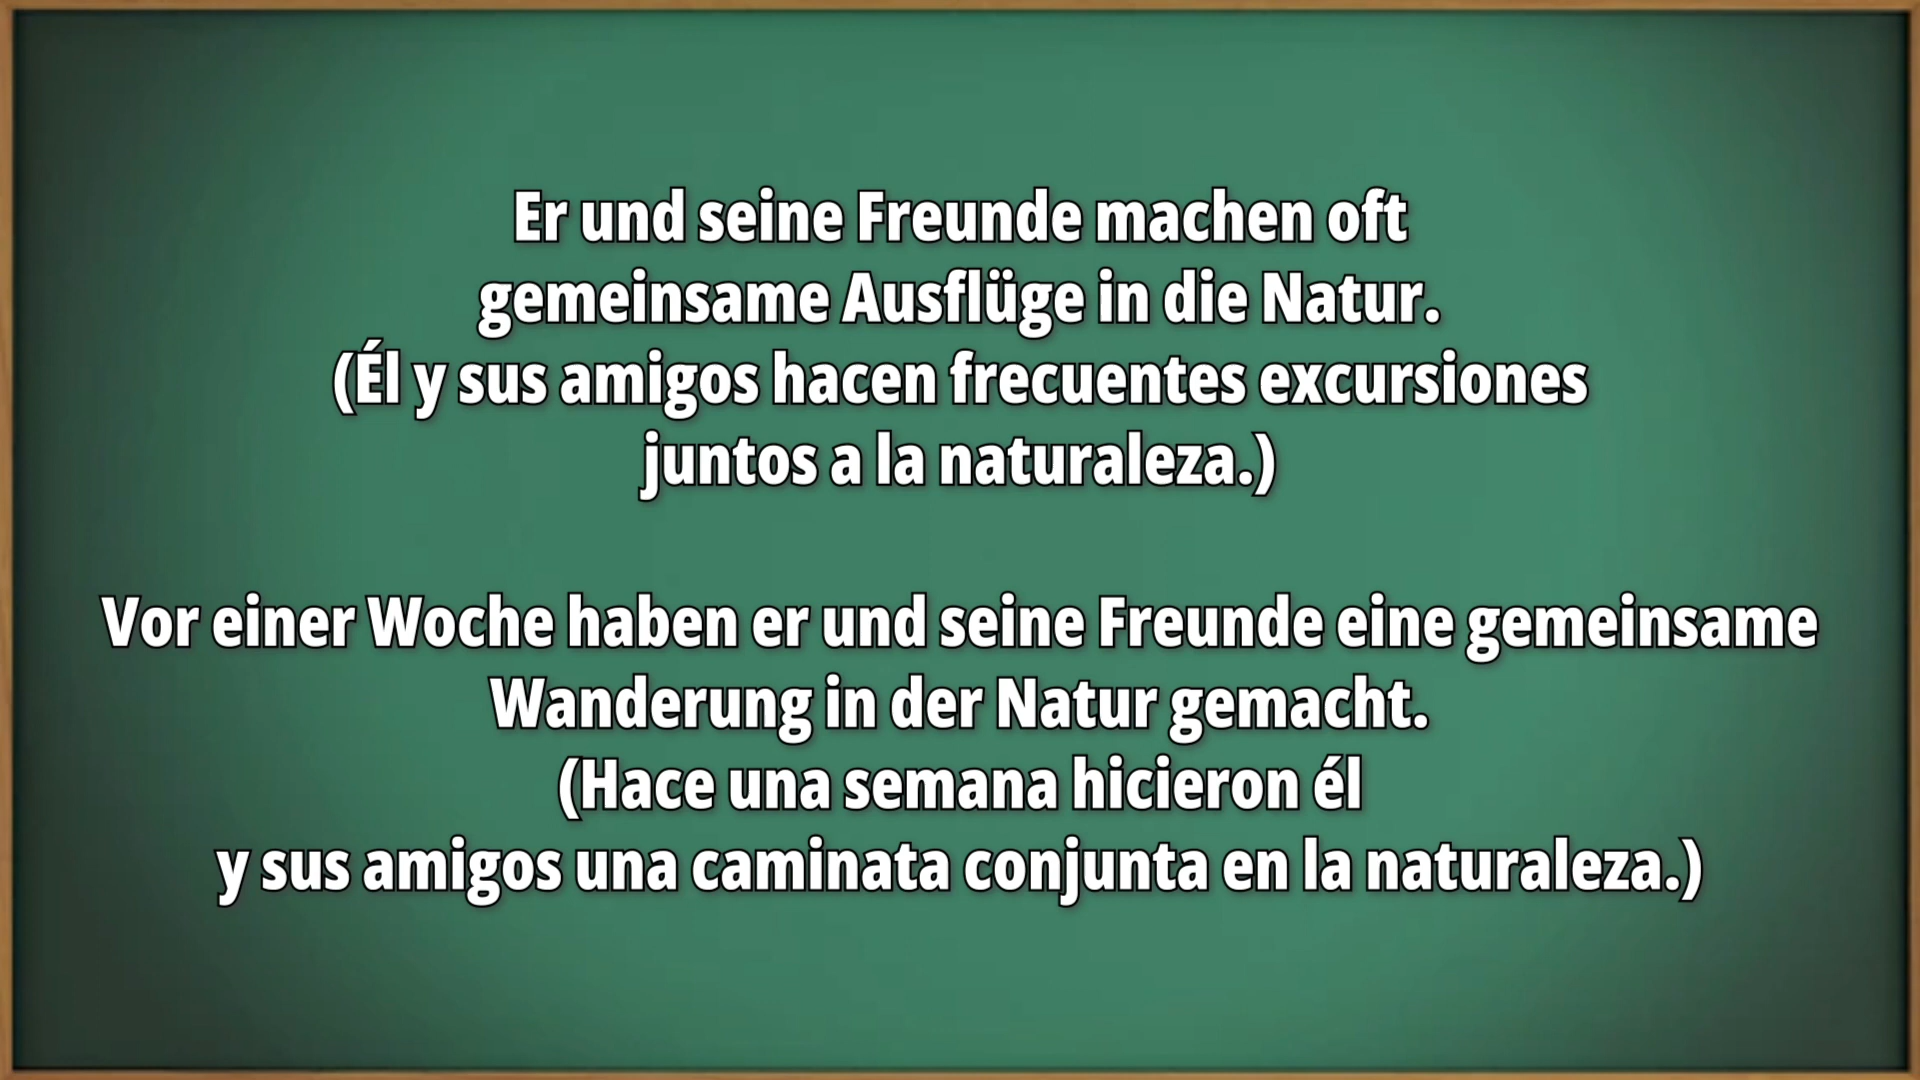 Er und seine Freunde machen oft
gemeinsame Ausflüge in die Natur.
(Él y sus amigos hacen frecuentes excursiones
juntos a la naturaleza.)
Vor einer Woche haben er und seine Freunde eine gemeinsame
Wanderung in der Natur gemacht.
(Hace una semana hicieron él
y sus amigos una caminata conjunta en la naturaleza.)